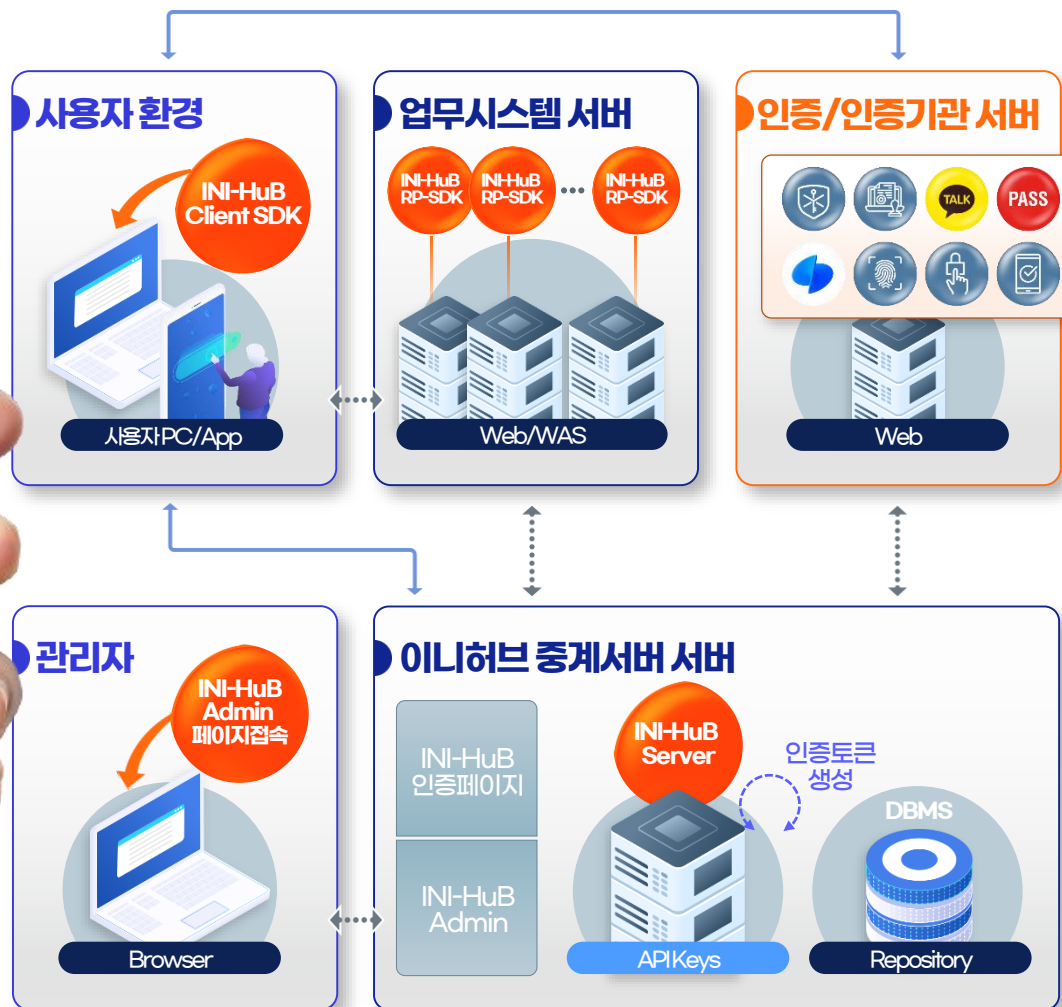 사용자 환경
INI-HuB
Client SDK
사용자PC/App
업무시스템 서버
INI-HuB
RP-SDK
INI-HuB
RP-SDK
...
INI-HuB
RP-SDK
Web/WAS
인증/인증기관 서버
TALK
PASS
Web
관리자
INI-HuB
Admin
페이지접속
Browser
이니허브 중계서버 서버
INI-HuB
인증페이지
INI-HuB
Admin
INI-HuB
Server
API Keys
인증토큰
생성
DBMS
Repository